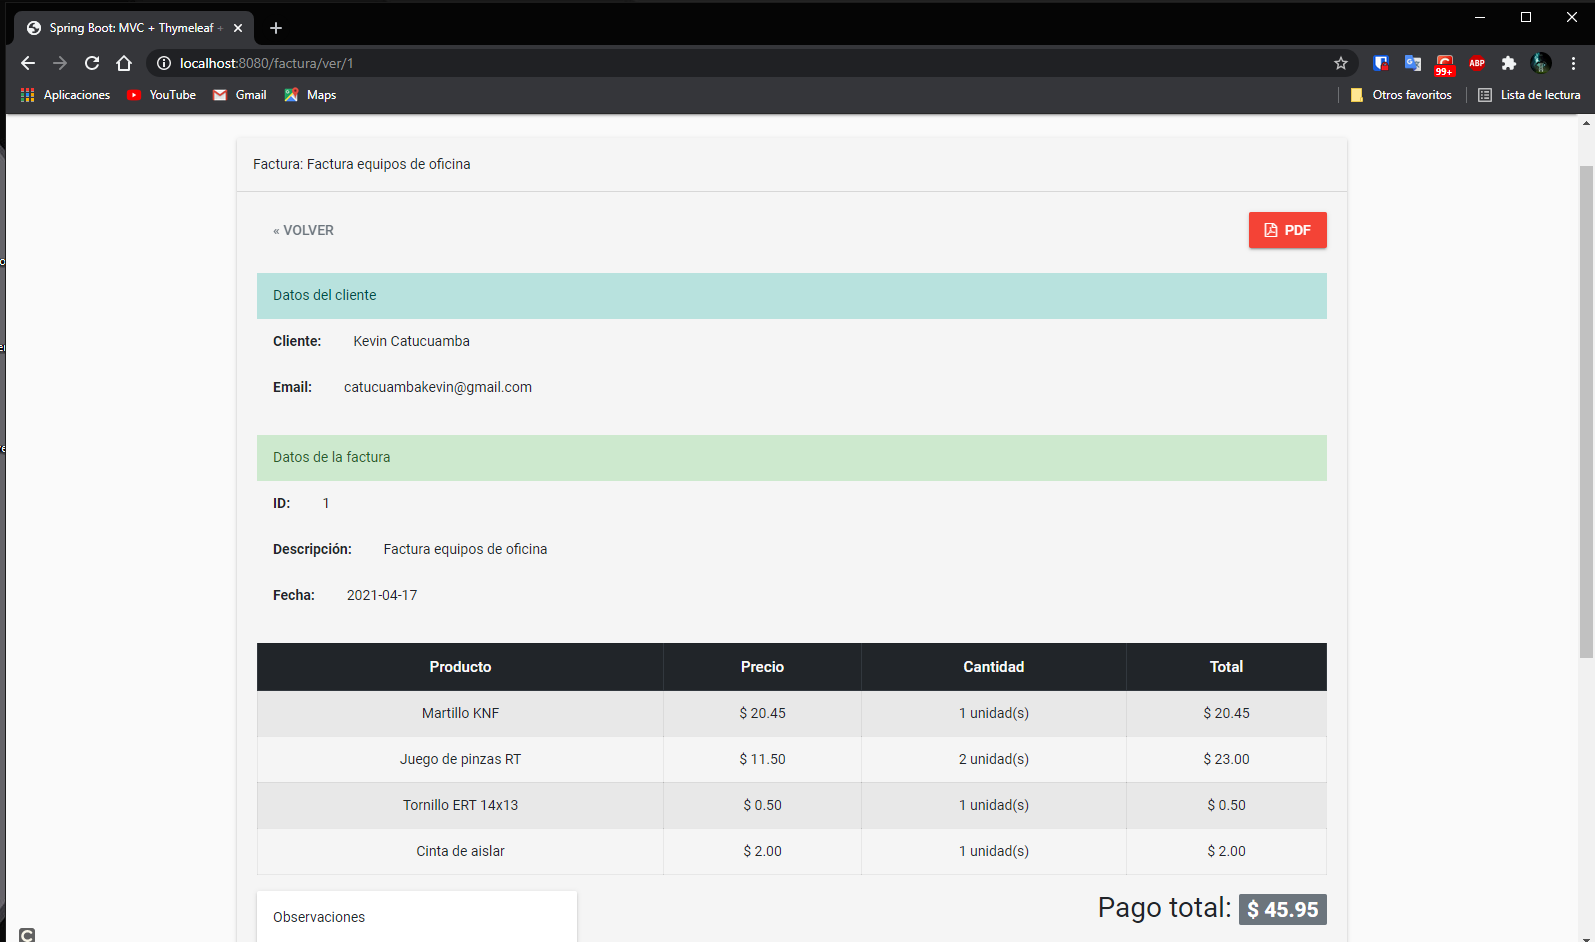 Spring Boot: MVC + Thymeleaf +
localhost:8080/factura/ver/1
99+
ABP
Aplicaciones YouTube Gmail Maps Otros favoritos Lista de lectura
Factura: Factura equipos de oficina
« VOLVER PDF
Datos del cliente
Cliente: Kevin Catucuamba
Email: catucuambakevin@gmail.com
Datos de la factura
ID: 1
Descripción: Factura equipos de oficina
Fecha: 2021-04-17
Producto Precio Cantidad Total
Martillo KNF $ 20.45 1 unidad(s) $ 20.45
Juego de pinzas RT $ 11.50 2 unidad(s) $ 23.00
Tornillo ERT 14x13 $ 0.50 1 unidad(s) $ 0.50
Cinta de aislar $ 2.00 1 unidad(s) $ 2.00
Pago total: $ 45.95
Observaciones